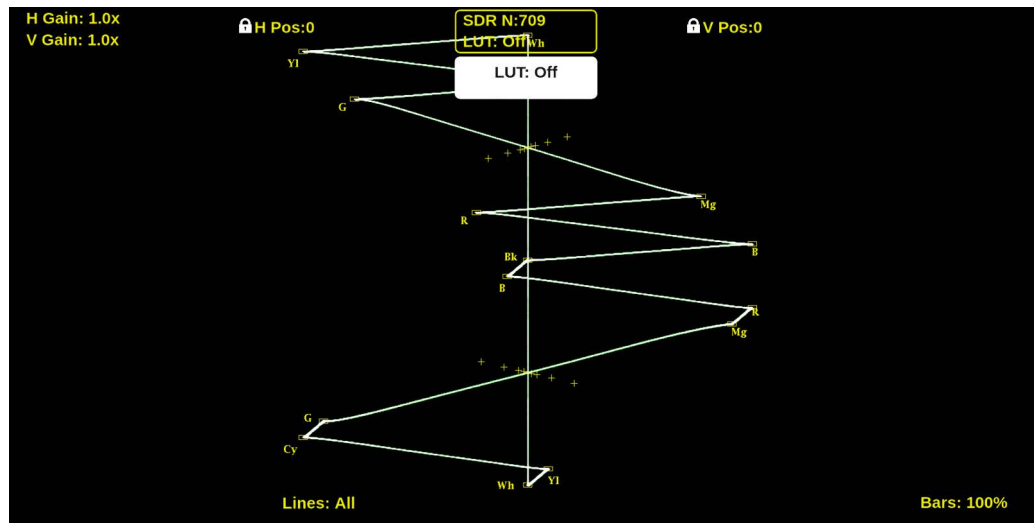 H Gain: 1.0x
V Gain: 1.0x
H Pos:0
SDR N:709
LUT: Off
V Pos:0
Wh
Yl
LUT: Off
G
Mg
R
B
Bk
B
R
Mg
G
Cy
Yl
Wh
Lines: All
Bars: 100%